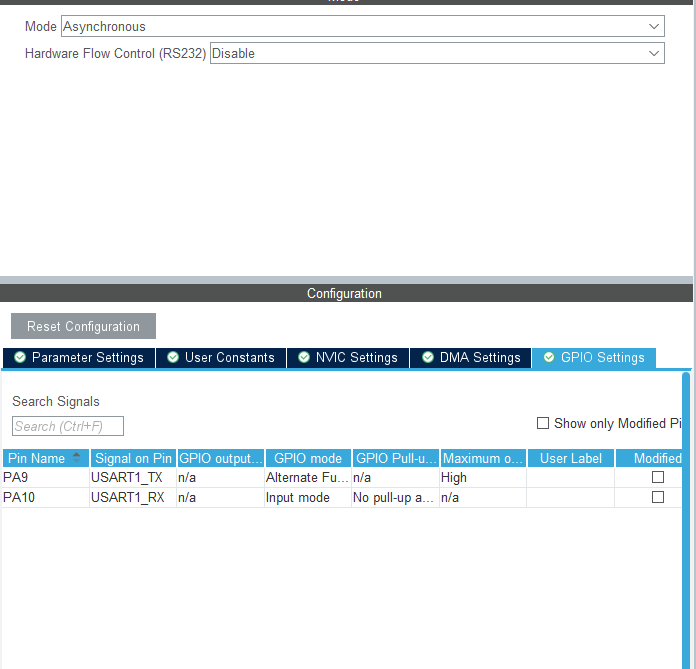 Mode Asynchronous
Hardware Flow Control (RS232) Disable
Configuration
Reset Configuration
Parameter Settings User Constants NVIC Settings DMA Settings GPIO Settings
Search Signals
Search (Ctrl+F) Show only Modified Pi
Pin Name Signal on Pin GPIO output... GPIO mode GPIO Pull-u... Maximum o... User Label Modified
PA9 USART1_TX n/a Alternate Fu... n/a High
PA10 USART1_RX n/a Input mode No pull-up a... n/a